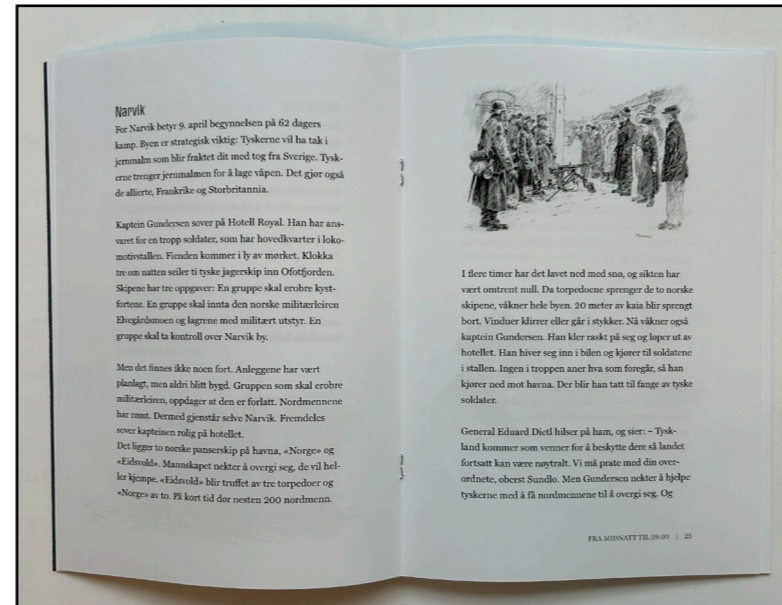 Narvik
For Narvik betyr 9. april begynnelsen på 62 dagers
kamp. Byen er strategisk viktig: Tyskerne vil ha tak i
jernmalm som blir fraktet dit med tog fra Sverige. Tysk-
erne trenger jernmalmen for å lage våpen. Det gjør også
de allierte, Frankrike og Storbritannia.
Kaptein Gundersen sover på Hotell Royal. Han har ans-
varet for en tropp soldater, som har hovedkvarter i loko-
motivstallen. Fienden kommer i ly av mørket. Klokka
tre om natten seiler ti tyske jagerskip inn Ofotfjorden.
Skipene har tre oppgaver: En gruppe skal erobre kyst-
fortene. En gruppe skal innta den norske militærleiren
Elvegårdsmoen og lagrene med militært utstyr. En
gruppe skal ta kontroll over Narvik by.
Men det finnes ikke noen fort. Anleggene har vært
planlagt, men aldri blitt bygd. Gruppen som skal erobre
militærleiren, oppdager at den er forlatt. Nordmennene
har rømt. Dermed gjenstår selve Narvik. Fremdeles
sover kapteinen rolig på hotellet.
Det ligger to norske panserskip på havna, «Norge» og
«Eidsvold». Mannskapet nekter å overgi seg, de vil hel-
ler kjempe. «Eidsvold» blir truffet av tre torpedoer og
«Norge» av to. På kort tid dør nesten 200 nordmenn.
I flere timer har det lavet ned med snø, og sikten har
vært omtrent null. Da torpedoene sprenger de to norske
skipene, våkner hele byen. 20 meter av kaia blir sprengt
bort. Vinduer klirrer eller går i stykker. Nå våkner også
kaptein Gundersen. Han kler raskt på seg og løper ut av
hotellet. Han hiver seg inn i bilen og kjører til soldatene
i stallen. Ingen i troppen aner hva som foregår, så han
kjører ned mot havna. Der blir han tatt til fange av tyske
soldater.
General Eduard Dietl hilser på ham, og sier: – Tysk-
land kommer som venner for å beskytte dere så landet
fortsatt kan være nøytralt. Vi må prate med din over-
ordnete, oberst Sundlo. Men Gundersen nekter å hjelpe
tyskerne med å få nordmennene til å overgi seg. Og
FRA MIDNATT TIL 09.00 | 25